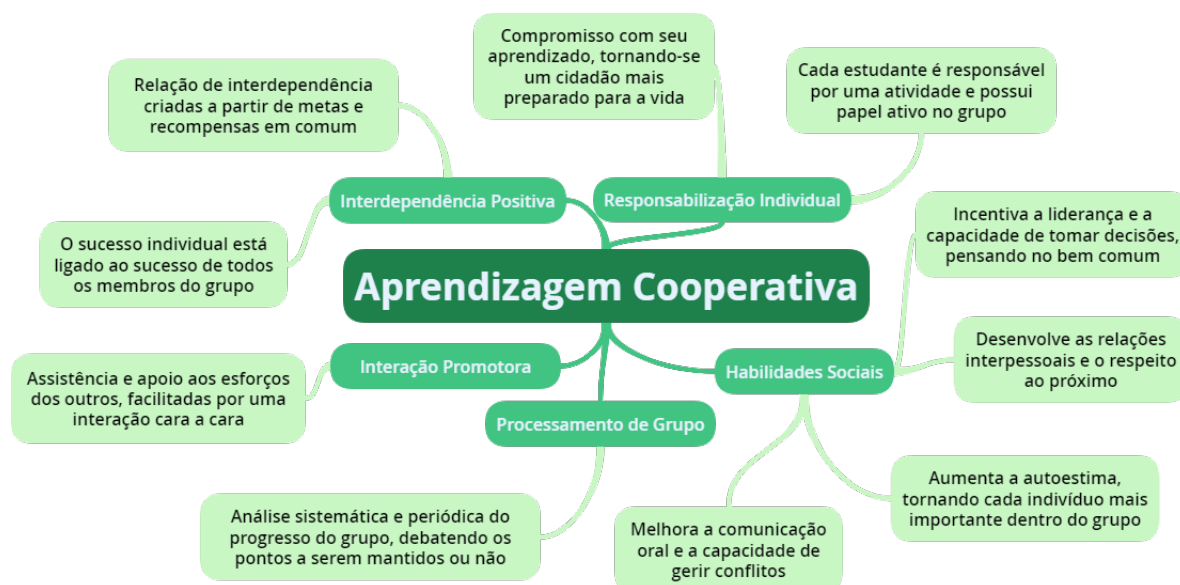 Compromisso com seu
aprendizado, tornando-se
um cidadão mais
preparado para a vida
Relação de interdependência
criadas a partir de metas e
recompensas em comum
Cada estudante é responsável
por uma atividade e possui
papel ativo no grupo
Interdependência Positiva
Responsabilização Individual
O sucesso individual está
ligado ao sucesso de todos
os membros do grupo
Incentiva a liderança e a
capacidade de tomar decisões,
pensando no bem comum
Aprendizagem Cooperativa
Interação Promotora
Habilidades Sociais
Desenvolve as relações
interpessoais e o respeito
ao próximo
Assistência e apoio aos esforços
dos outros, facilitadas por uma
interação cara a cara
Processamento de Grupo
Análise sistemática e periódica do
progresso do grupo, debatendo os
pontos a serem mantidos ou não
Melhora a comunicação
oral e a capacidade de
gerir conflitos
Aumenta a autoestima,
tornando cada indivíduo mais
importante dentro do grupo